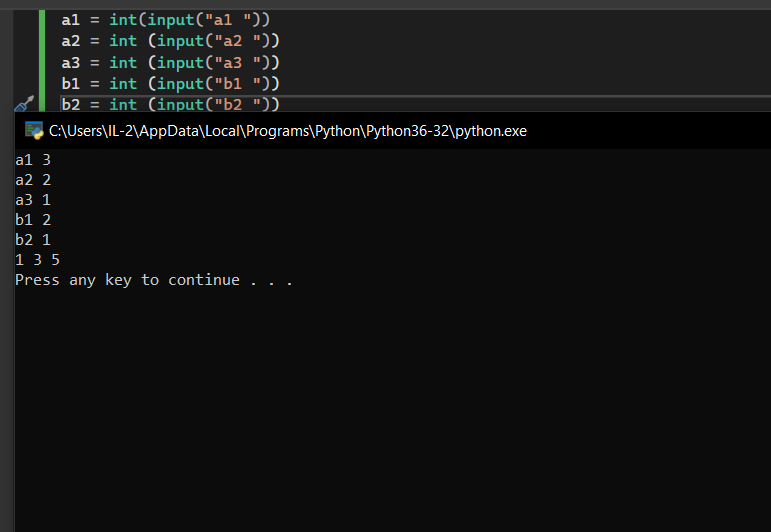 a1 = int(input("a1 "))
a2 = int (input("a2 "))
a3 = int (input("a3 "))
b1 = int (input("b1 "))
b2 = int (input("b2 "))
C:\Users\IL-2\AppData\Local\Programs\Python\Python36-32\python.exe
a1 3
a2 2
a3 1
b1 2
b2 1
1 3 5
Press any key to continue . . .